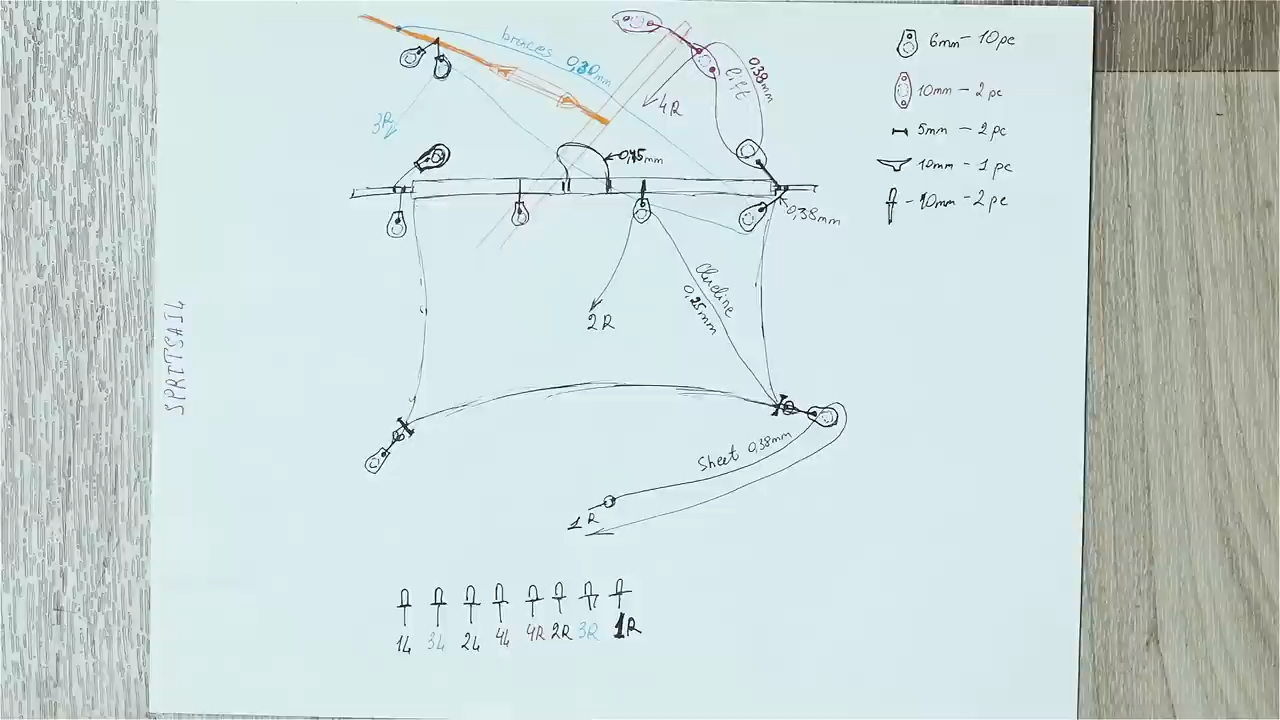 SPRITSAIL
braces 0,30mm
3R
0,38mm
lift
4R
0,45mm
0,38mm
Clueline
0,25mm
2R
Sheet 0,38mm
1R
1L 3L 2L 4L 4R 2R 3R 1R
6mm - 10pc
10mm - 2pc
5mm - 2pc
10mm - 1pc
- 10mm - 2pc